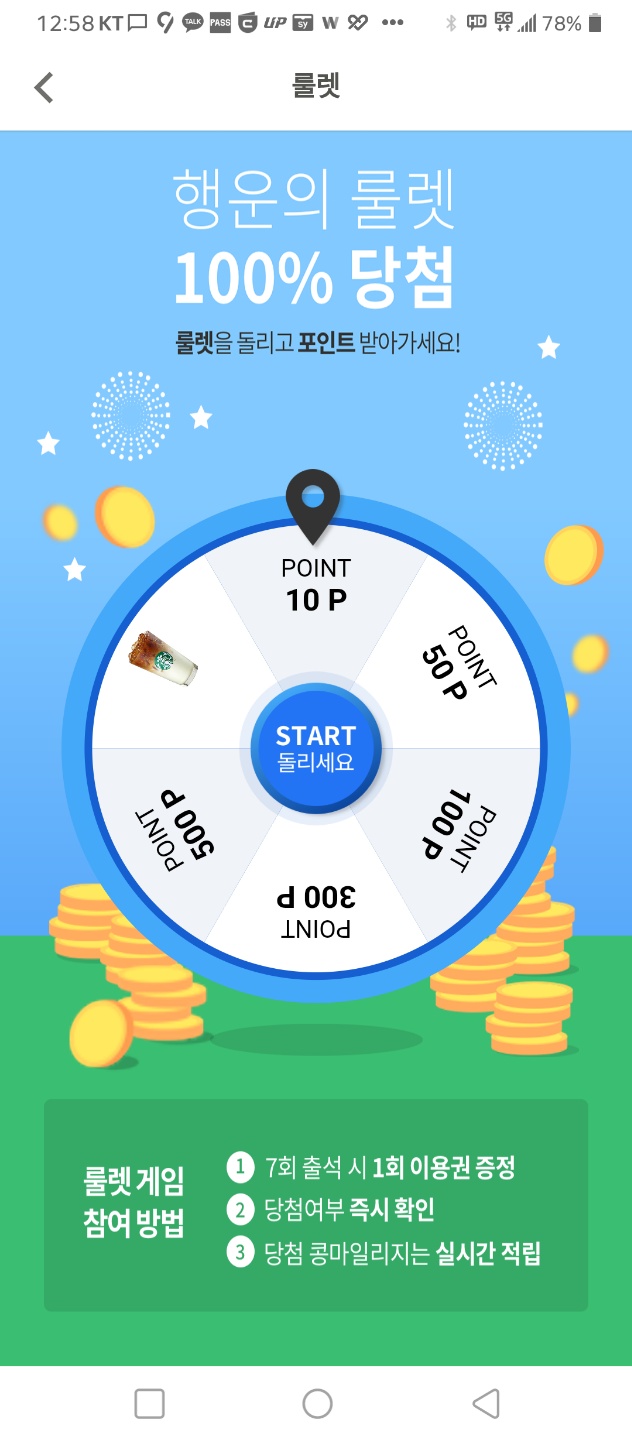 12:58 KT TALK PASS UP sy W HD 5G 78%
룰렛
행운의 룰렛
100% 당첨
룰렛을 돌리고 포인트 받아가세요!
POINT
10 P
POINT
50 P
POINT
100 P
POINT
300 P
POINT
500 P
START
돌리세요
룰렛 게임
참여 방법
1 7회 출석 시 1회 이용권 증정
2 당첨여부 즉시 확인
3 당첨 콩마일리지는 실시간 적립